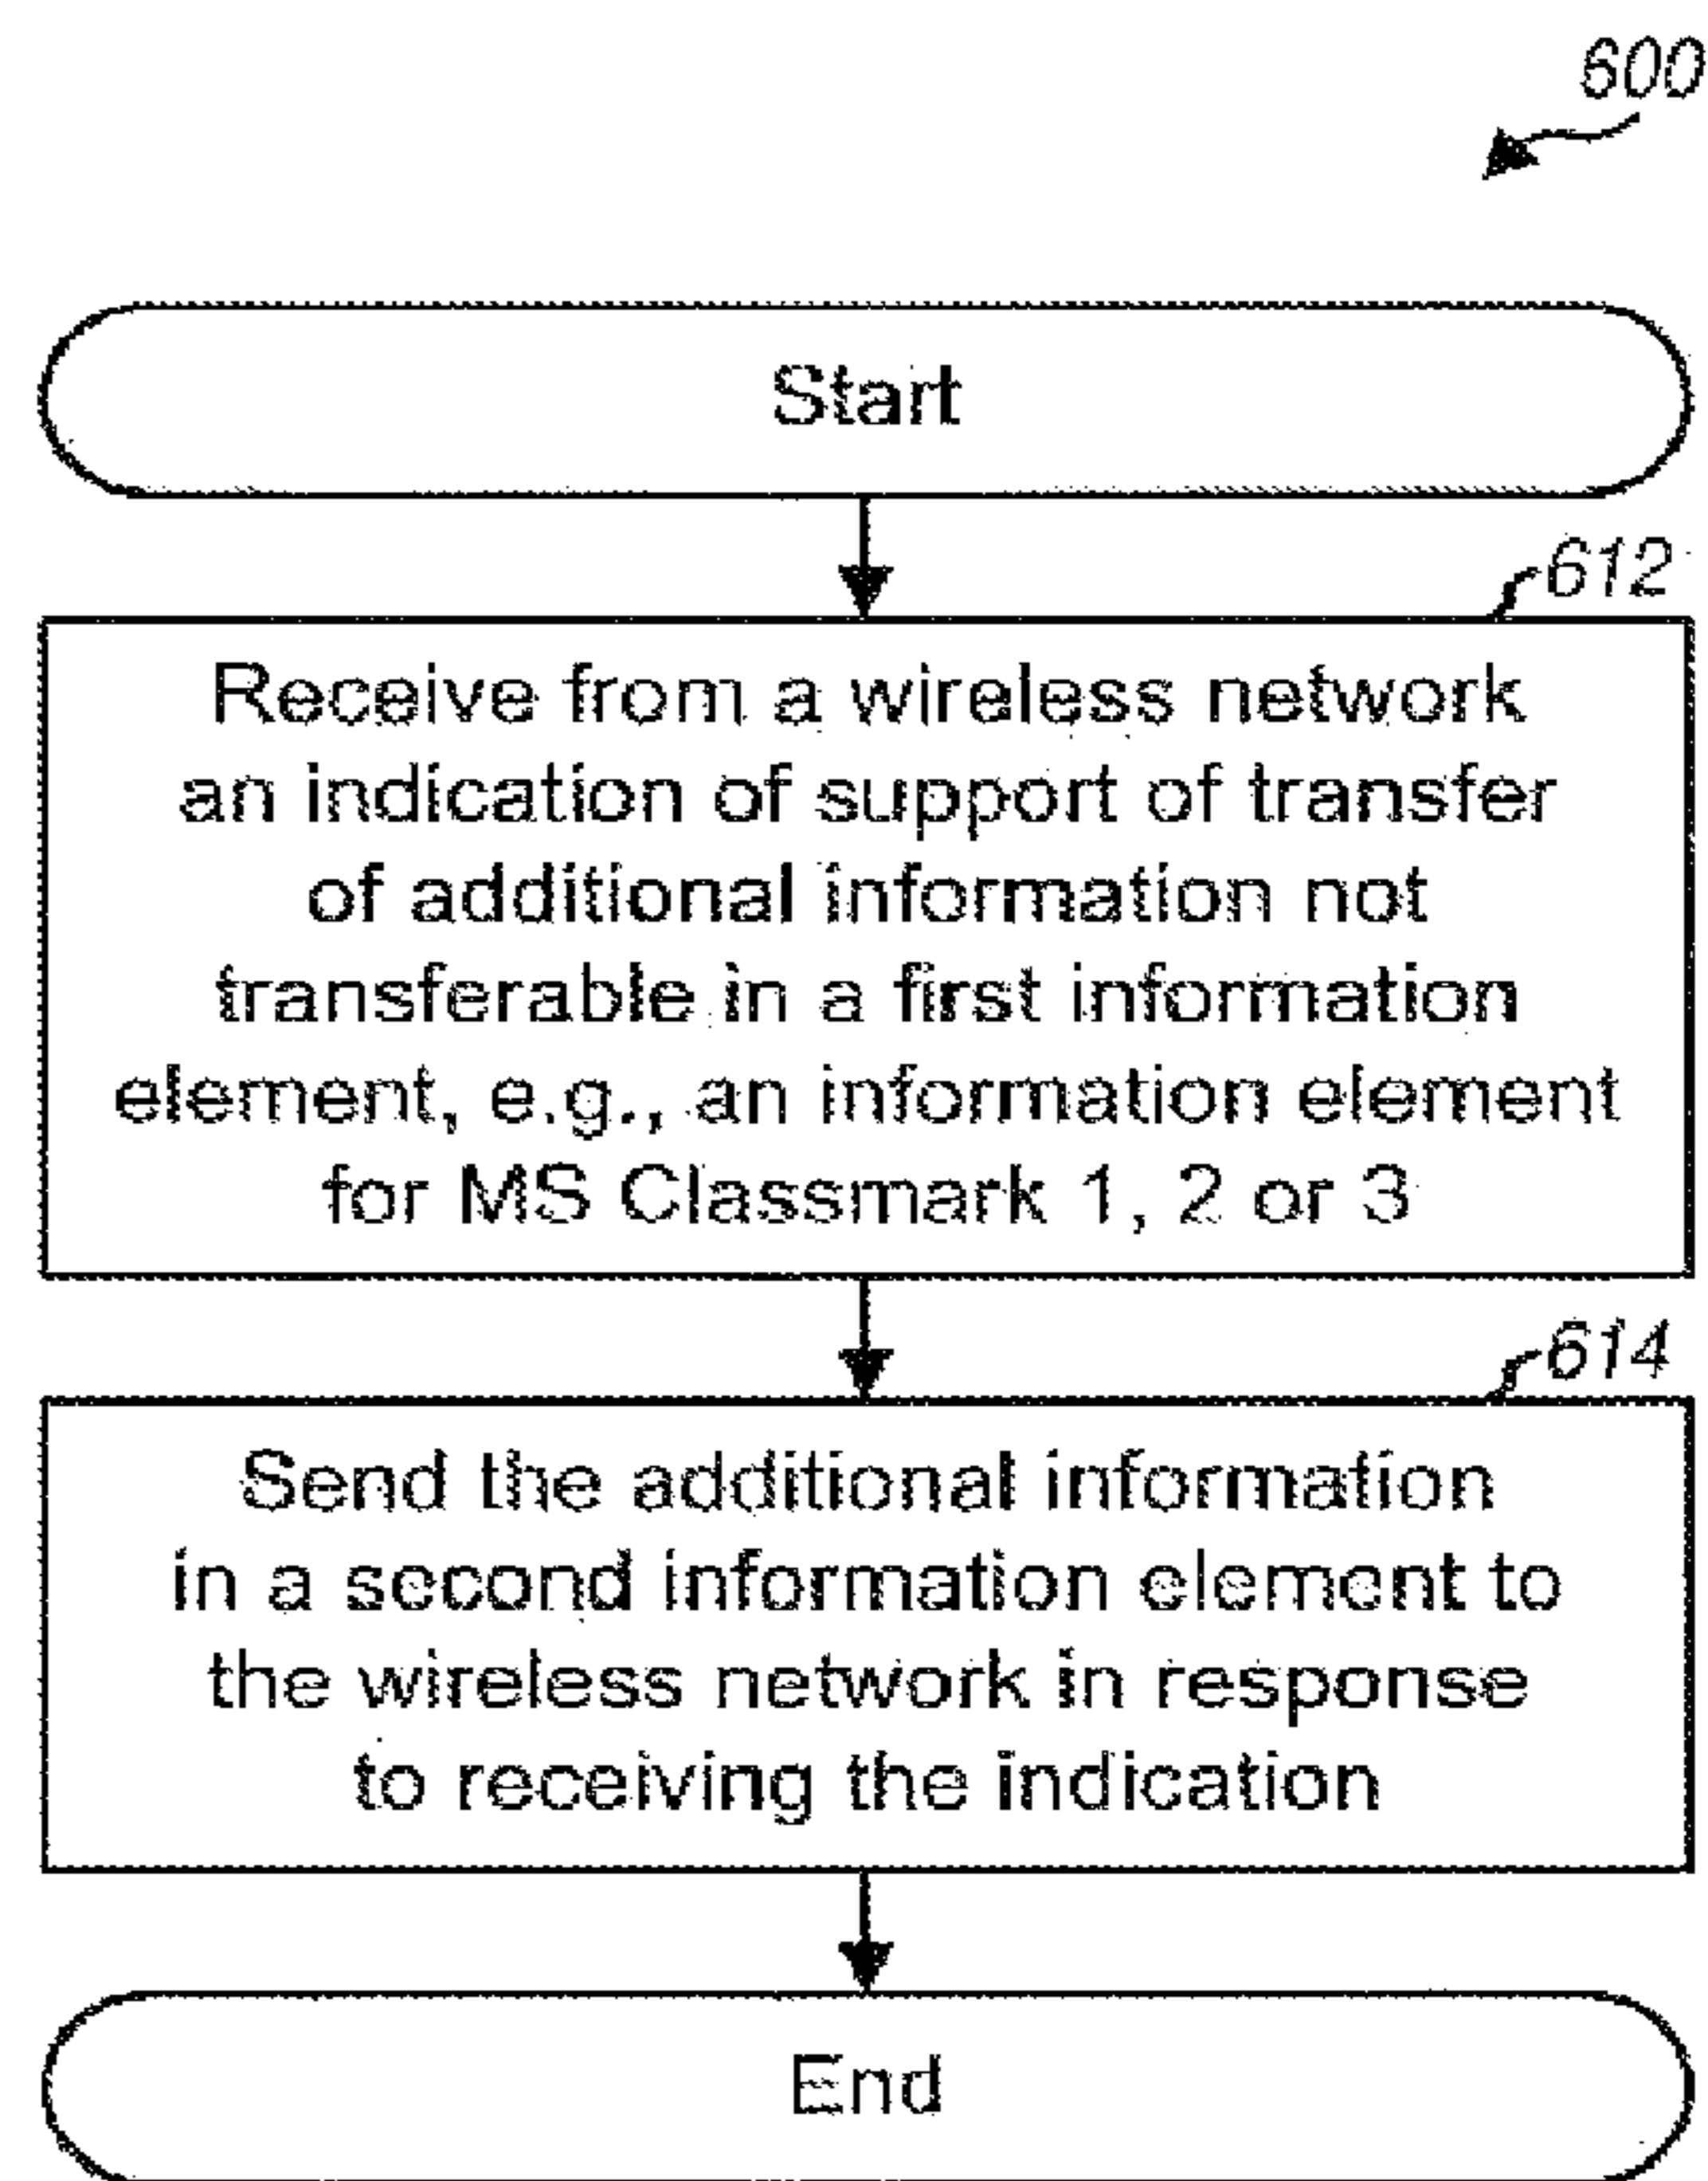 600
Start
612
Receive from a wireless network
an indication of support of transfer
of additional information not
transferable in a first information
element, e.g., an information element
for MS Classmark 1, 2 or 3
614
Send the additional information
in a second information element to
the wireless network in response
to receiving the indication
End